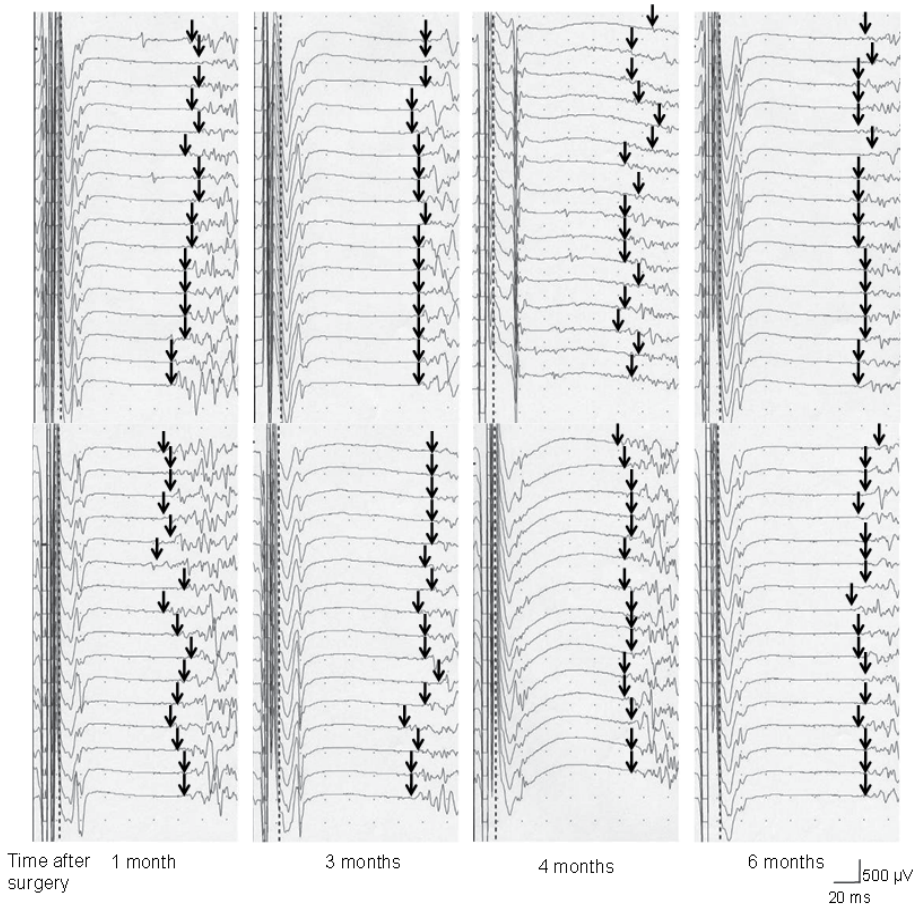 Time after surgery
1 month
3 months
4 months
6 months
500 μV
20 ms